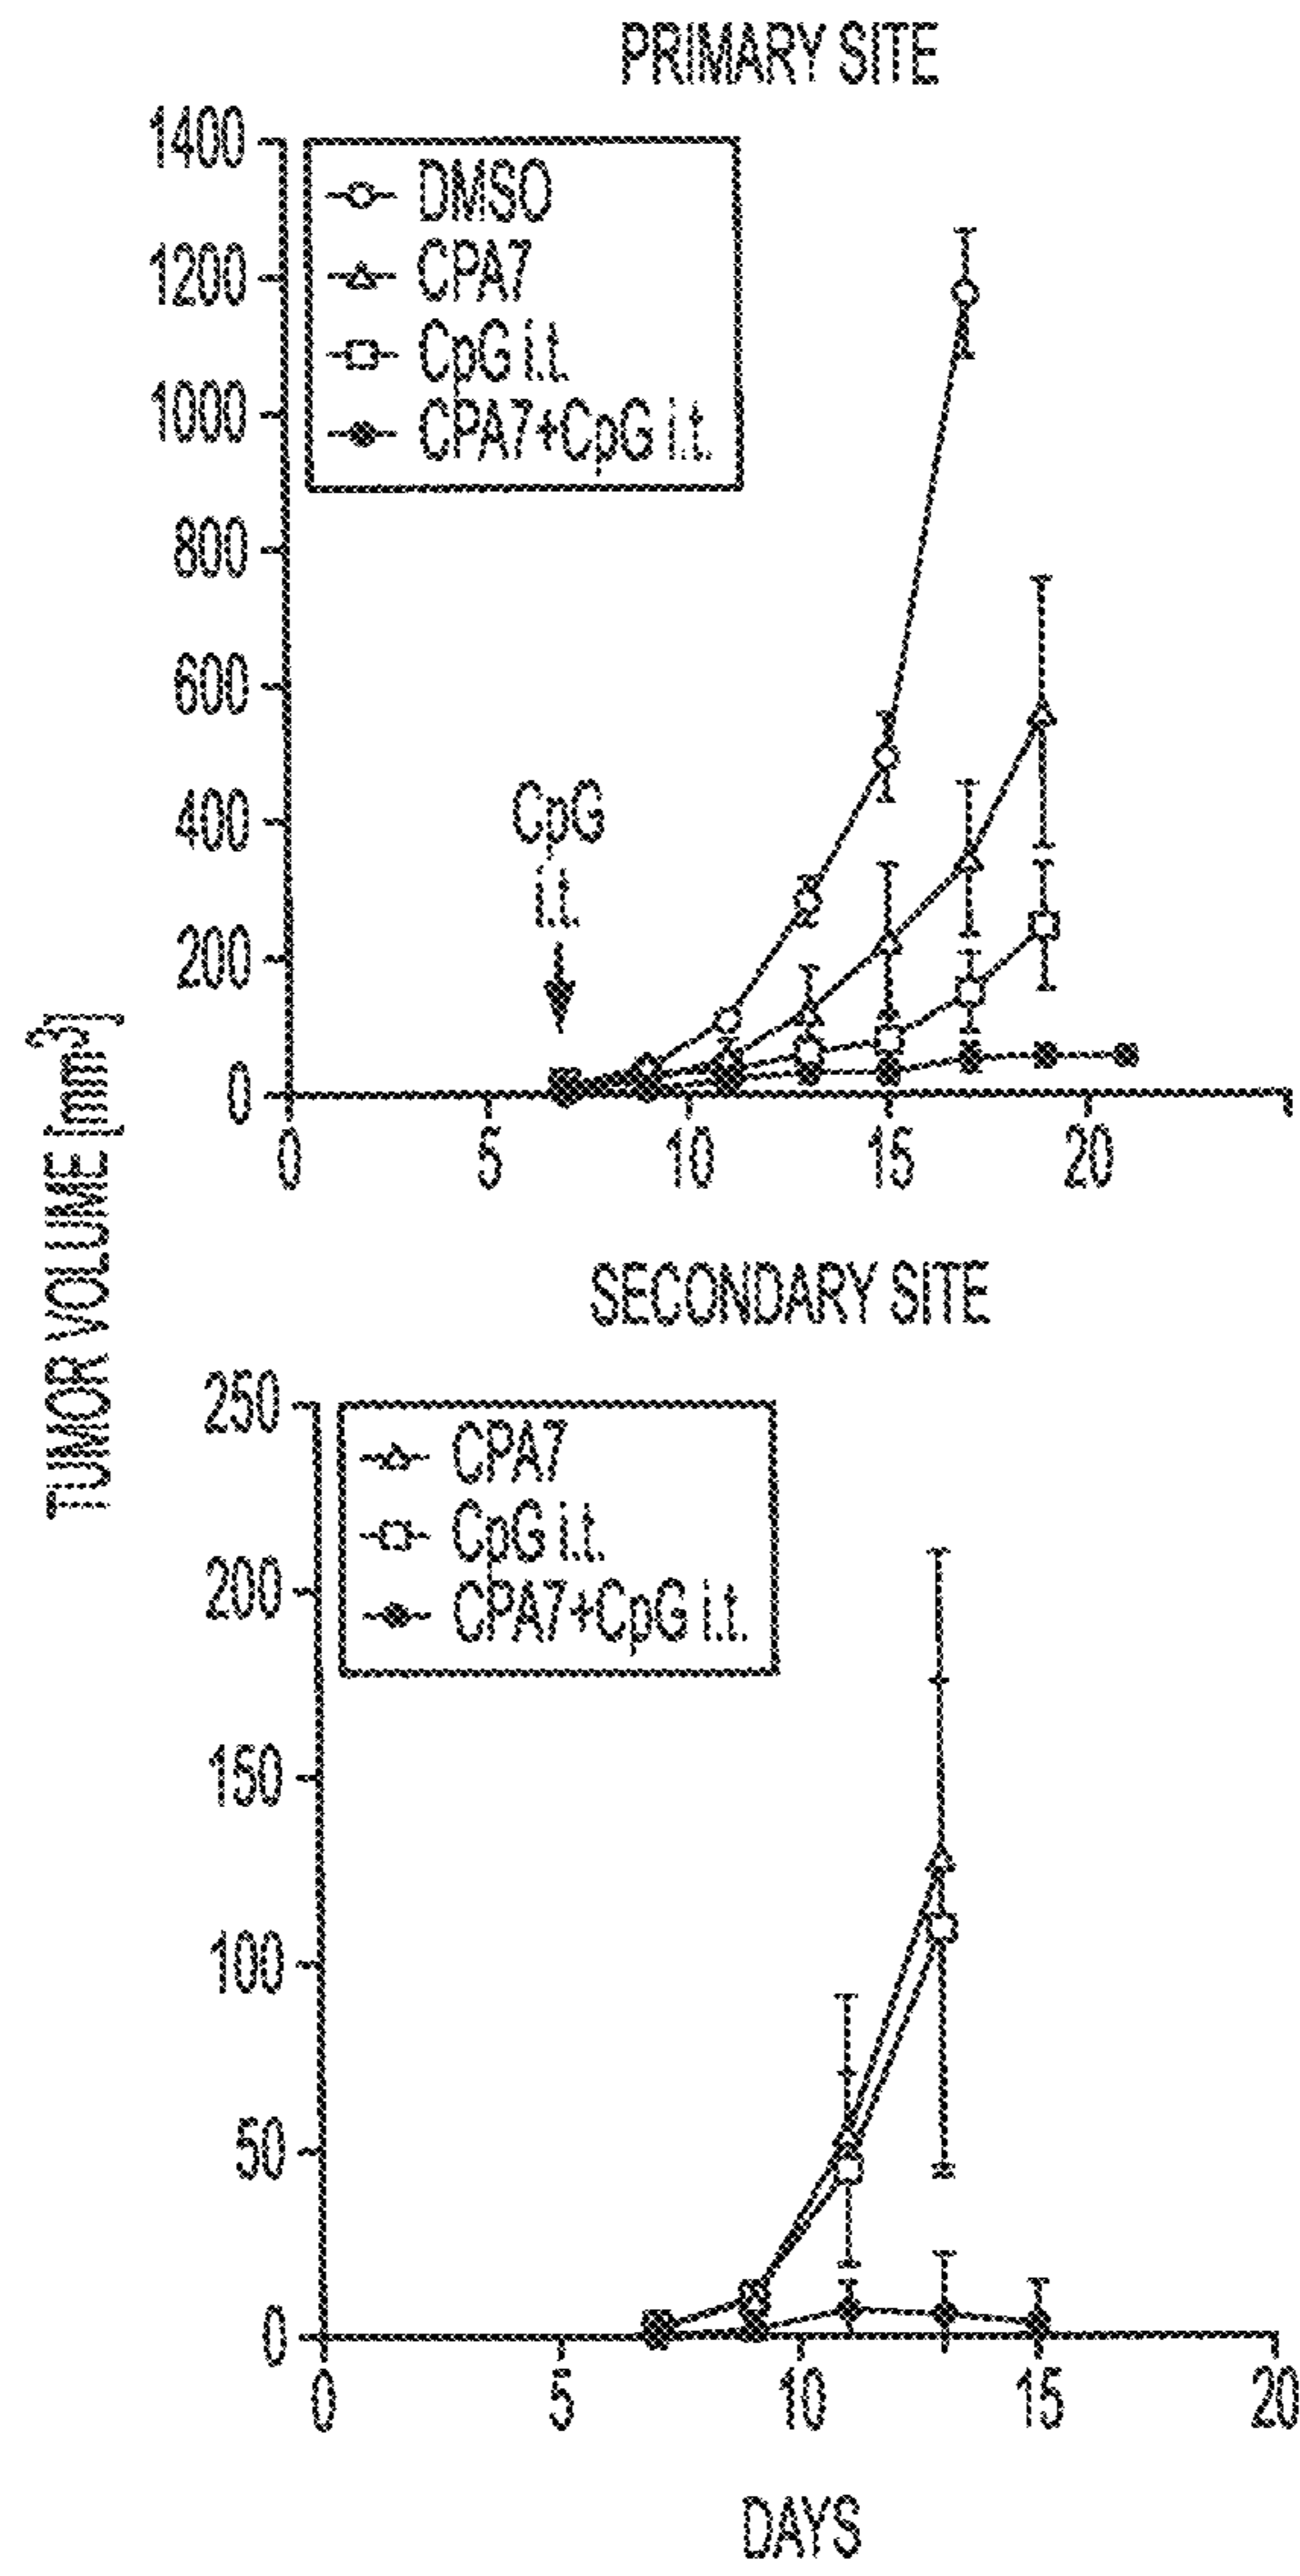 PRIMARY SITE
1400
1200
1000
800
600
400
200
0
DMSO
CPA7
CpG i.t.
CPA7+CpG i.t.
CpG
i.t.
0 5 10 15 20
TUMOR VOLUME [mm³]
SECONDARY SITE
250
200
150
100
50
0
CPA7
CpG i.t.
CPA7+CpG i.t.
0 5 10 15 20
DAYS